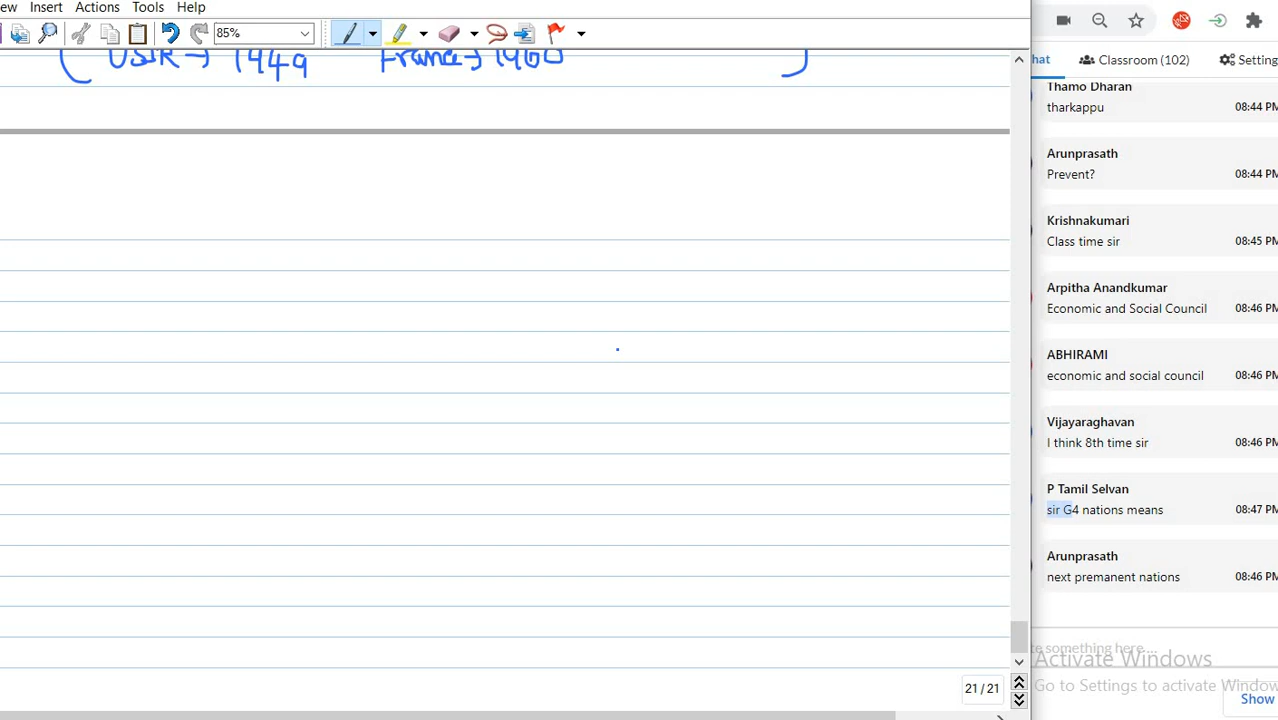 ew Insert Actions Tools Help
85%
USSR → 1949 France → 1960
hat Classroom (102) Setting
Thamo Dharan
tharkappu 08:44 PM
Arunprasath
Prevent? 08:44 PM
Krishnakumari
Class time sir 08:45 PM
Arpitha Anandkumar
Economic and Social Council 08:46 PM
ABHIRAMI
economic and social council 08:46 PM
Vijayaraghavan
I think 8th time sir 08:46 PM
P Tamil Selvan
sir G4 nations means 08:47 PM
Arunprasath
next premanent nations 08:46 PM
te something here....
Activate Windows
Go to Settings to activate Window
21 / 21
Show